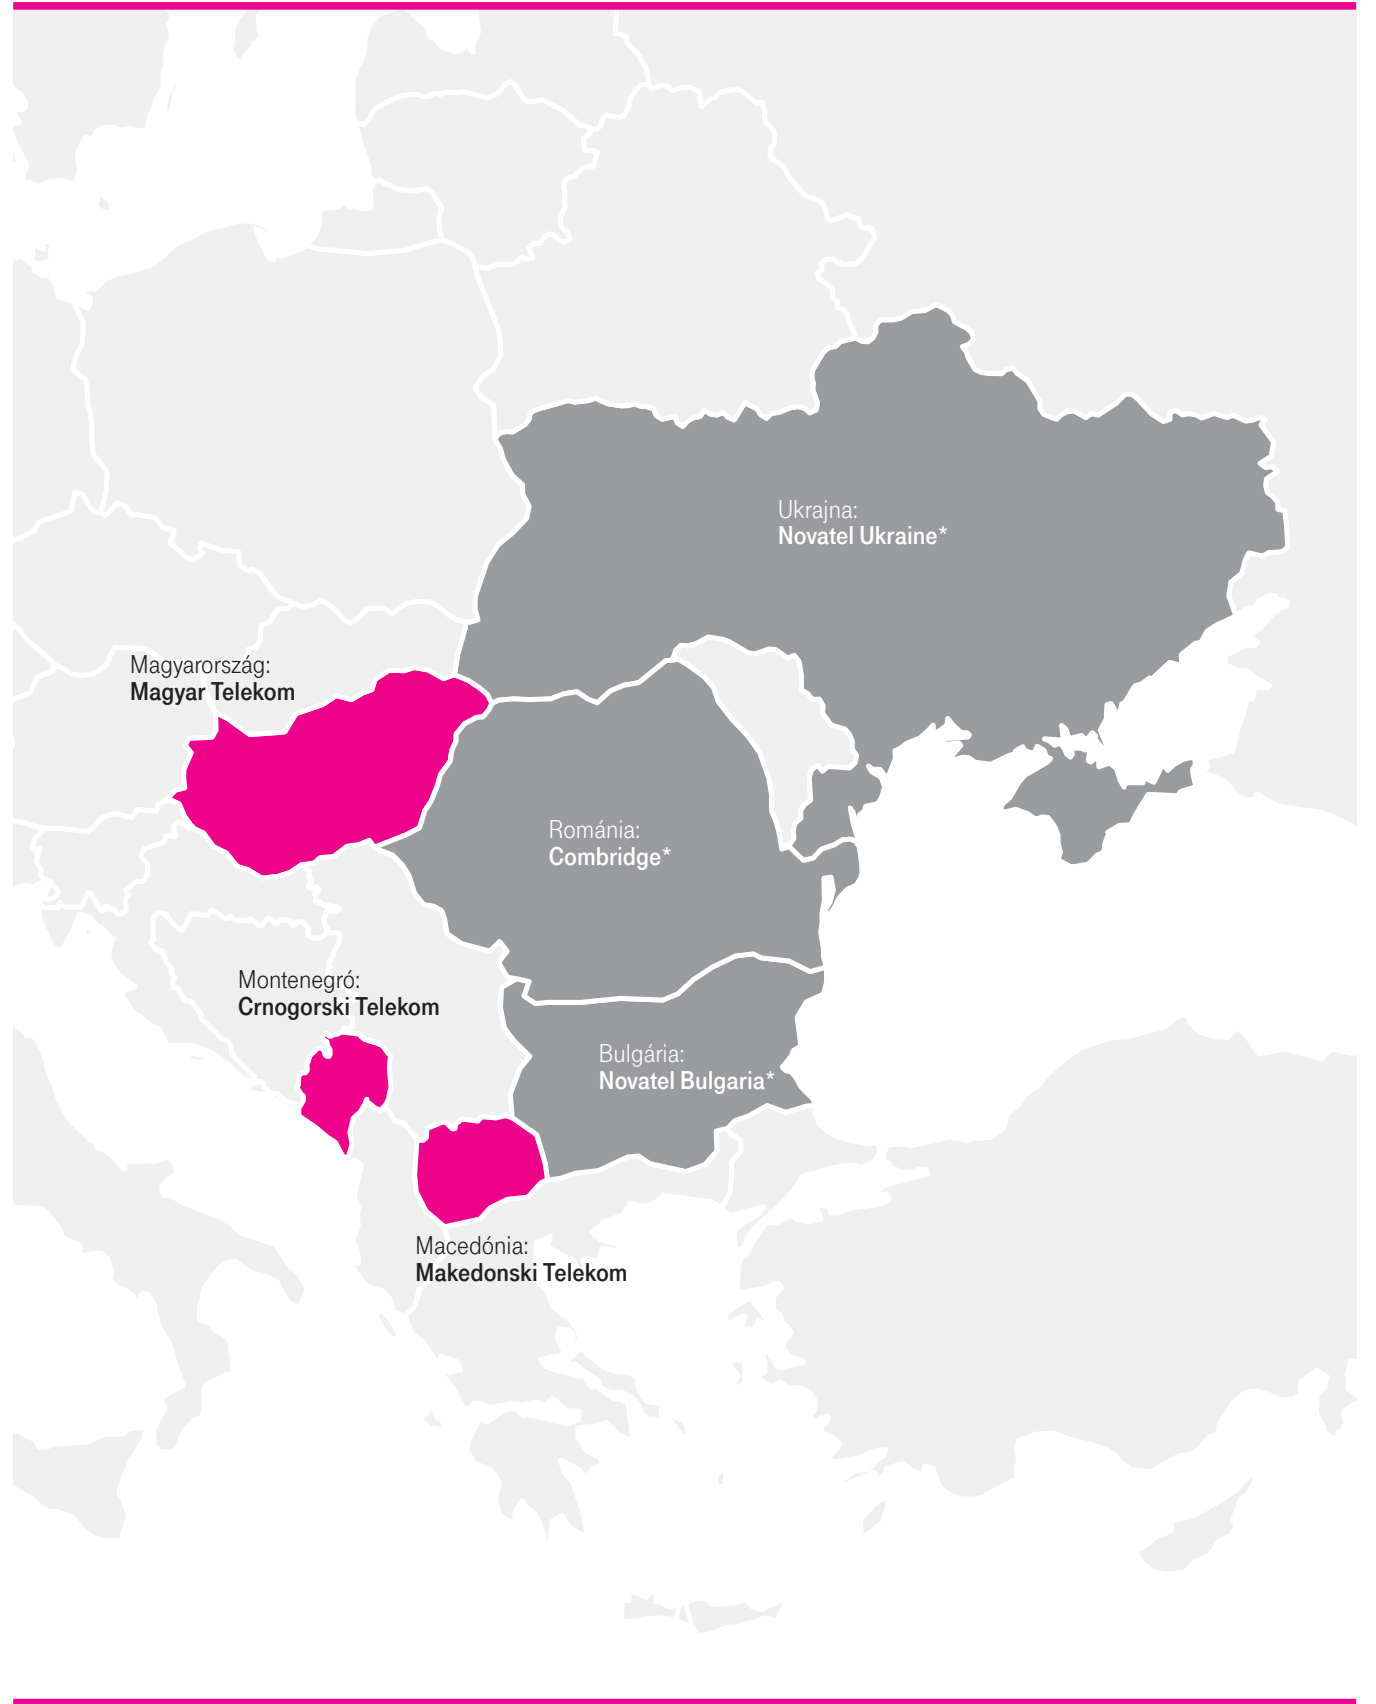 Ukrajna:
Novatel Ukraine*
Magyarország:
Magyar Telekom
Románia:
Combridge*
Montenegró:
Crnogorski Telekom
Bulgária:
Novatel Bulgaria*
Macedónia:
Makedonski Telekom